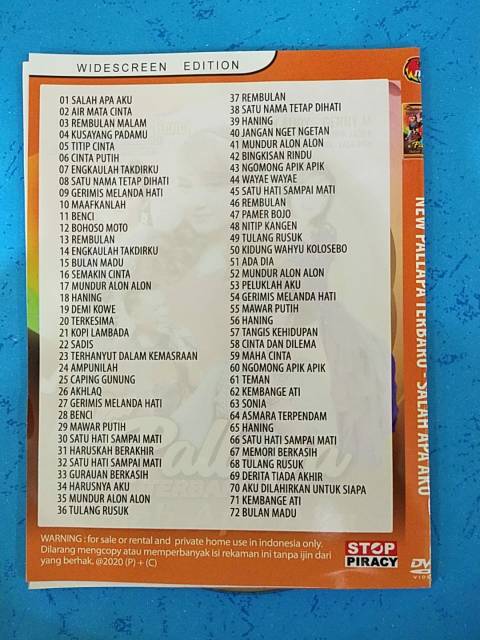 WIDESCREEN EDITION
01 SALAH APA AKU
02 AIR MATA CINTA
03 REMBULAN MALAM
04 KUSAYANG PADAMU
05 TITIP CINTA
06 CINTA PUTIH
07 ENGKAULAH TAKDIRKU
08 SATU NAMA TETAP DIHATI
09 GERIMIS MELANDA HATI
10 MAAFKANLAH
11 BENCI
12 BOHOSO MOTO
13 REMBULAN
14 ENGKAULAH TAKDIRKU
15 BULAN MADU
16 SEMAKIN CINTA
17 MUNDUR ALON ALON
18 HANING
19 DEMI KOWE
20 TERKESIMA
21 KOPI LAMBADA
22 SADIS
23 TERHANYUT DALAM KEMASRAAN
24 AMPUNILAH
25 CAPING GUNUNG
26 AKHLAQ
27 GERIMIS MELANDA HATI
28 BENCI
29 MAWAR PUTIH
30 SATU HATI SAMPAI MATI
31 HARUSKAH BERAKHIR
32 SATU HATI SAMPAI MATI
33 GURAUAN BERKASIH
34 HARUSNYA AKU
35 MUNDUR ALON ALON
36 TULANG RUSUK
37 REMBULAN
38 SATU NAMA TETAP DIHATI
39 HANING
40 JANGAN NGET NGETAN
41 MUNDUR ALON ALON
42 BINGKISAN RINDU
43 NGOMONG APIK APIK
44 WAYAE WAYAE
45 SATU HATI SAMPAI MATI
46 REMBULAN
47 PAMER BOJO
48 NITIP KANGEN
49 TULANG RUSUK
50 KIDUNG WAHYU KOLOSEBO
51 ADA DIA
52 MUNDUR ALON ALON
53 PELUKLAH AKU
54 GERIMIS MELANDA HATI
55 MAWAR PUTIH
56 HANING
57 TANGIS KEHIDUPAN
58 CINTA DAN DILEMA
59 MAHA CINTA
60 NGOMONG APIK APIK
61 TEMAN
62 KEMBANGE ATI
63 SONIA
64 ASMARA TERPENDAM
65 HANING
66 SATU HATI SAMPAI MATI
67 MEMORI BERKASIH
68 TULANG RUSUK
69 DERITA TIADA AKHIR
70 AKU DILAHIRKAN UNTUK SIAPA
71 KEMBANGE ATI
72 BULAN MADU
WARNING : for sale or rental and private home use in indonesia only.
Dilarang mengcopy atau memperbanyak isi rekaman ini tanpa ijin dari
yang berhak. @2020 (P) + (C)
STOP
PIRACY
NEW PALLAPA TERBARU - SALAH APA AKU
DVD
VIDEO